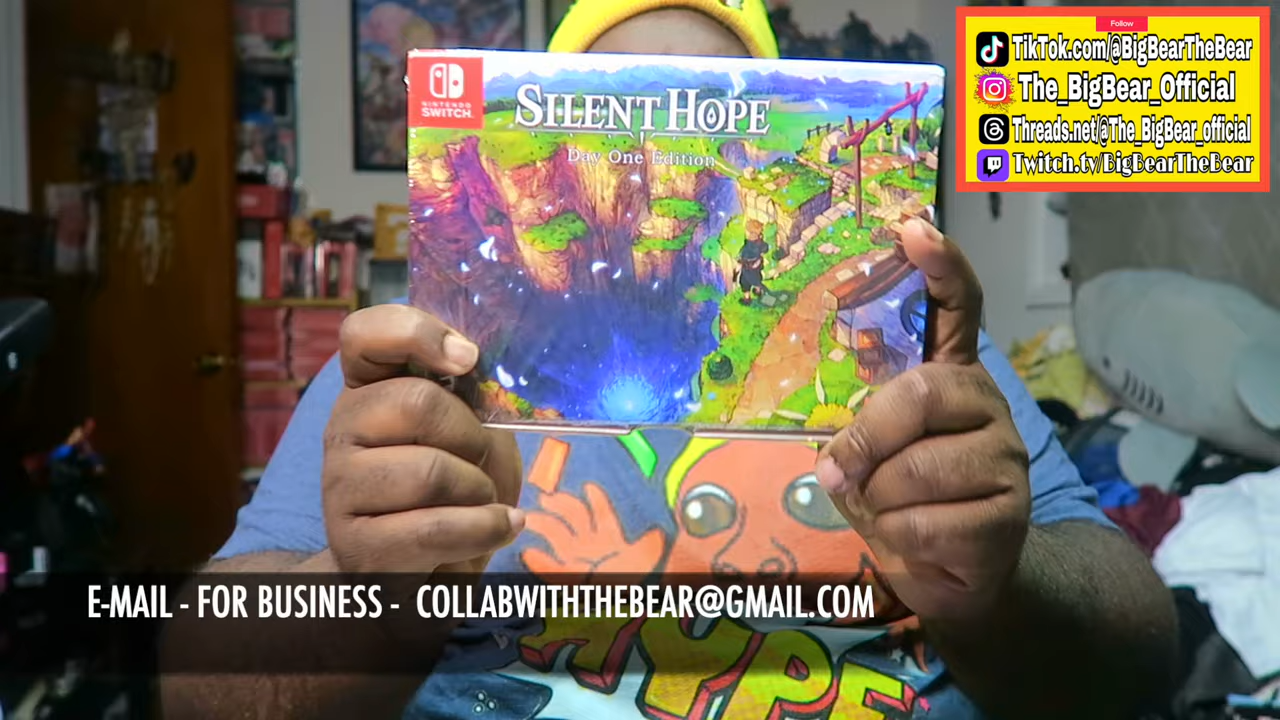 Follow
TikTok.com/@BigBearTheBear
The_BigBear_Official
Threads.net/@The_BigBear_official
Twitch.tv/BigBearTheBear
NINTENDO
SWITCH
SILENT HOPE
Day One Edition
E-MAIL - FOR BUSINESS - COLLABWITHTHEBEAR@GMAIL.COM
HYPE